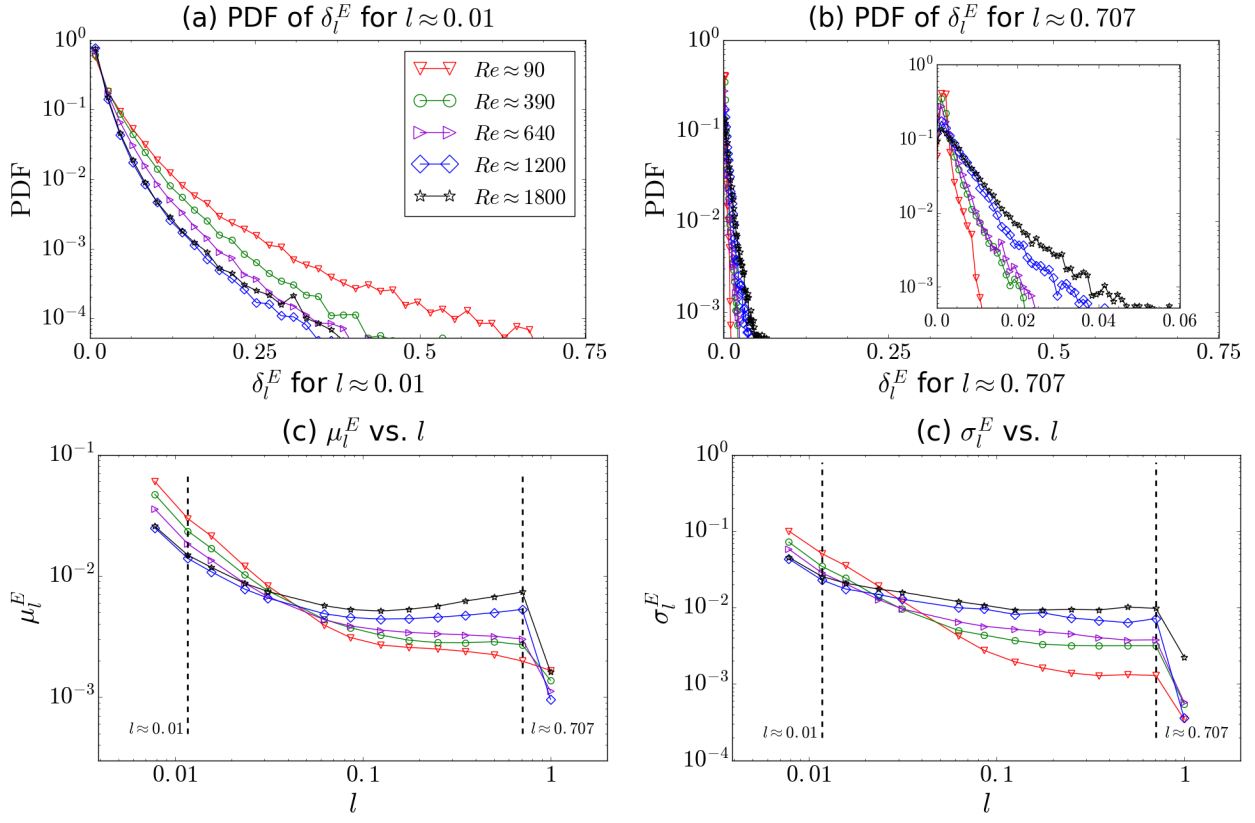 (a) PDF of δ_l^E for l ≈ 0.01
(b) PDF of δ_l^E for l ≈ 0.707
10^0
10^-1
10^-2
10^-3
10^-4
PDF
0.0
0.25
0.5
0.75
δ_l^E for l ≈ 0.01
Re ≈ 90
Re ≈ 390
Re ≈ 640
Re ≈ 1200
Re ≈ 1800
10^0
10^-1
10^-2
10^-3
PDF
0.0
0.25
0.5
0.75
δ_l^E for l ≈ 0.707
10^0
10^-1
10^-2
10^-3
0.0
0.02
0.04
0.06
(c) μ_l^E vs. l
(c) σ_l^E vs. l
10^-1
10^-2
10^-3
μ_l^E
l ≈ 0.01
l ≈ 0.707
0.01
0.1
1
l
10^0
10^-1
10^-2
10^-3
10^-4
σ_l^E
l ≈ 0.01
l ≈ 0.707
0.01
0.1
1
l